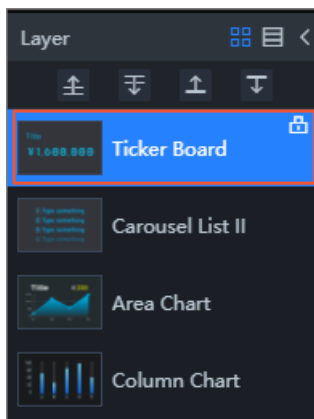 Layer
Title
¥1,688,888
Ticker Board
Carousel List II
Title
Area Chart
Column Chart